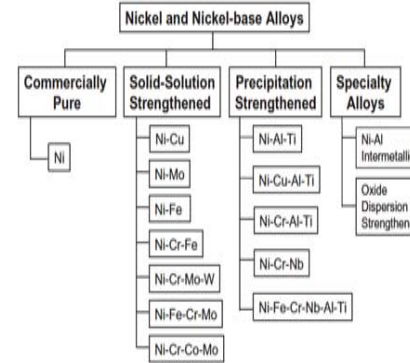 Nickel and Nickel-base Alloys
Commercially
Pure
Ni
Solid-Solution
Strengthened
Ni-Cu
Ni-Mo
Ni-Fe
Ni-Cr-Fe
Ni-Cr-Mo-W
Ni-Fe-Cr-Mo
Ni-Cr-Co-Mo
Precipitation
Strengthened
Ni-Al-Ti
Ni-Cu-Al-Ti
Ni-Cr-Al-Ti
Ni-Cr-Nb
Ni-Fe-Cr-Nb-Al-Ti
Specialty
Alloys
Ni-Al
Intermetalli
Oxide
Dispersion
Strengthen